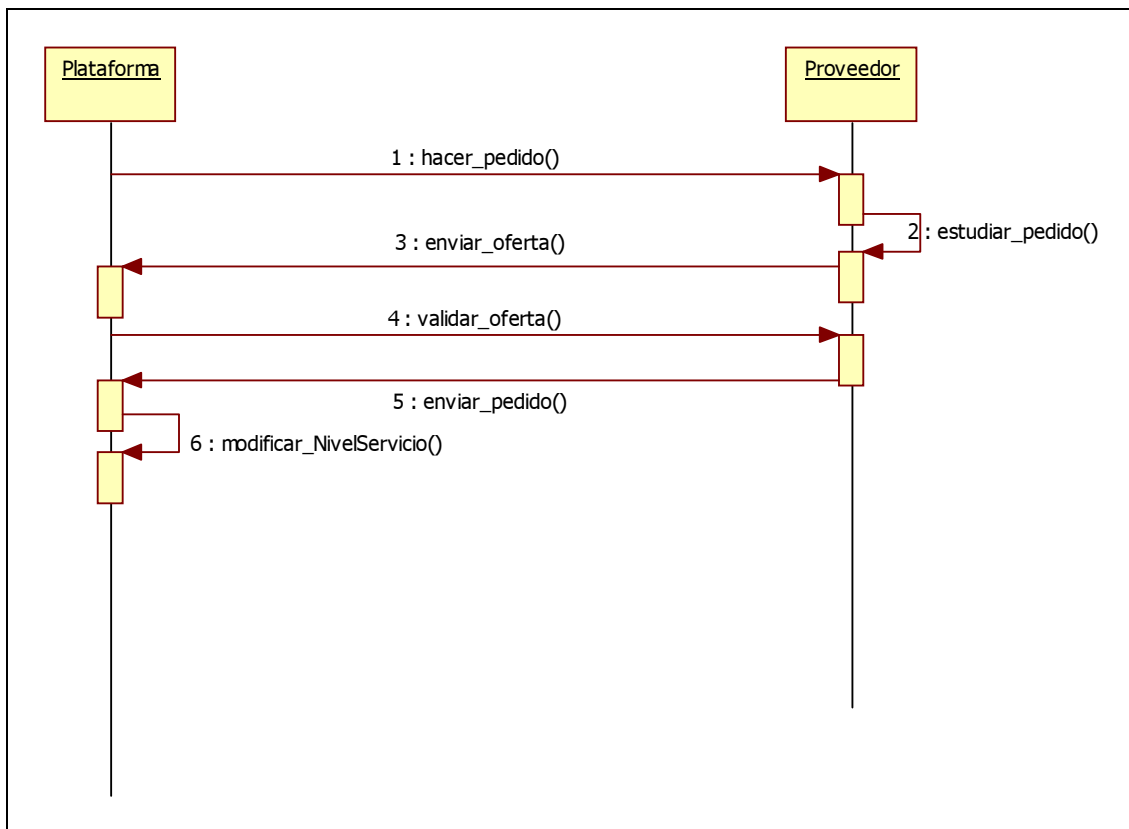 Plataforma
Proveedor
1 : hacer_pedido()
2 : estudiar_pedido()
3 : enviar_oferta()
4 : validar_oferta()
5 : enviar_pedido()
6 : modificar_NivelServicio()